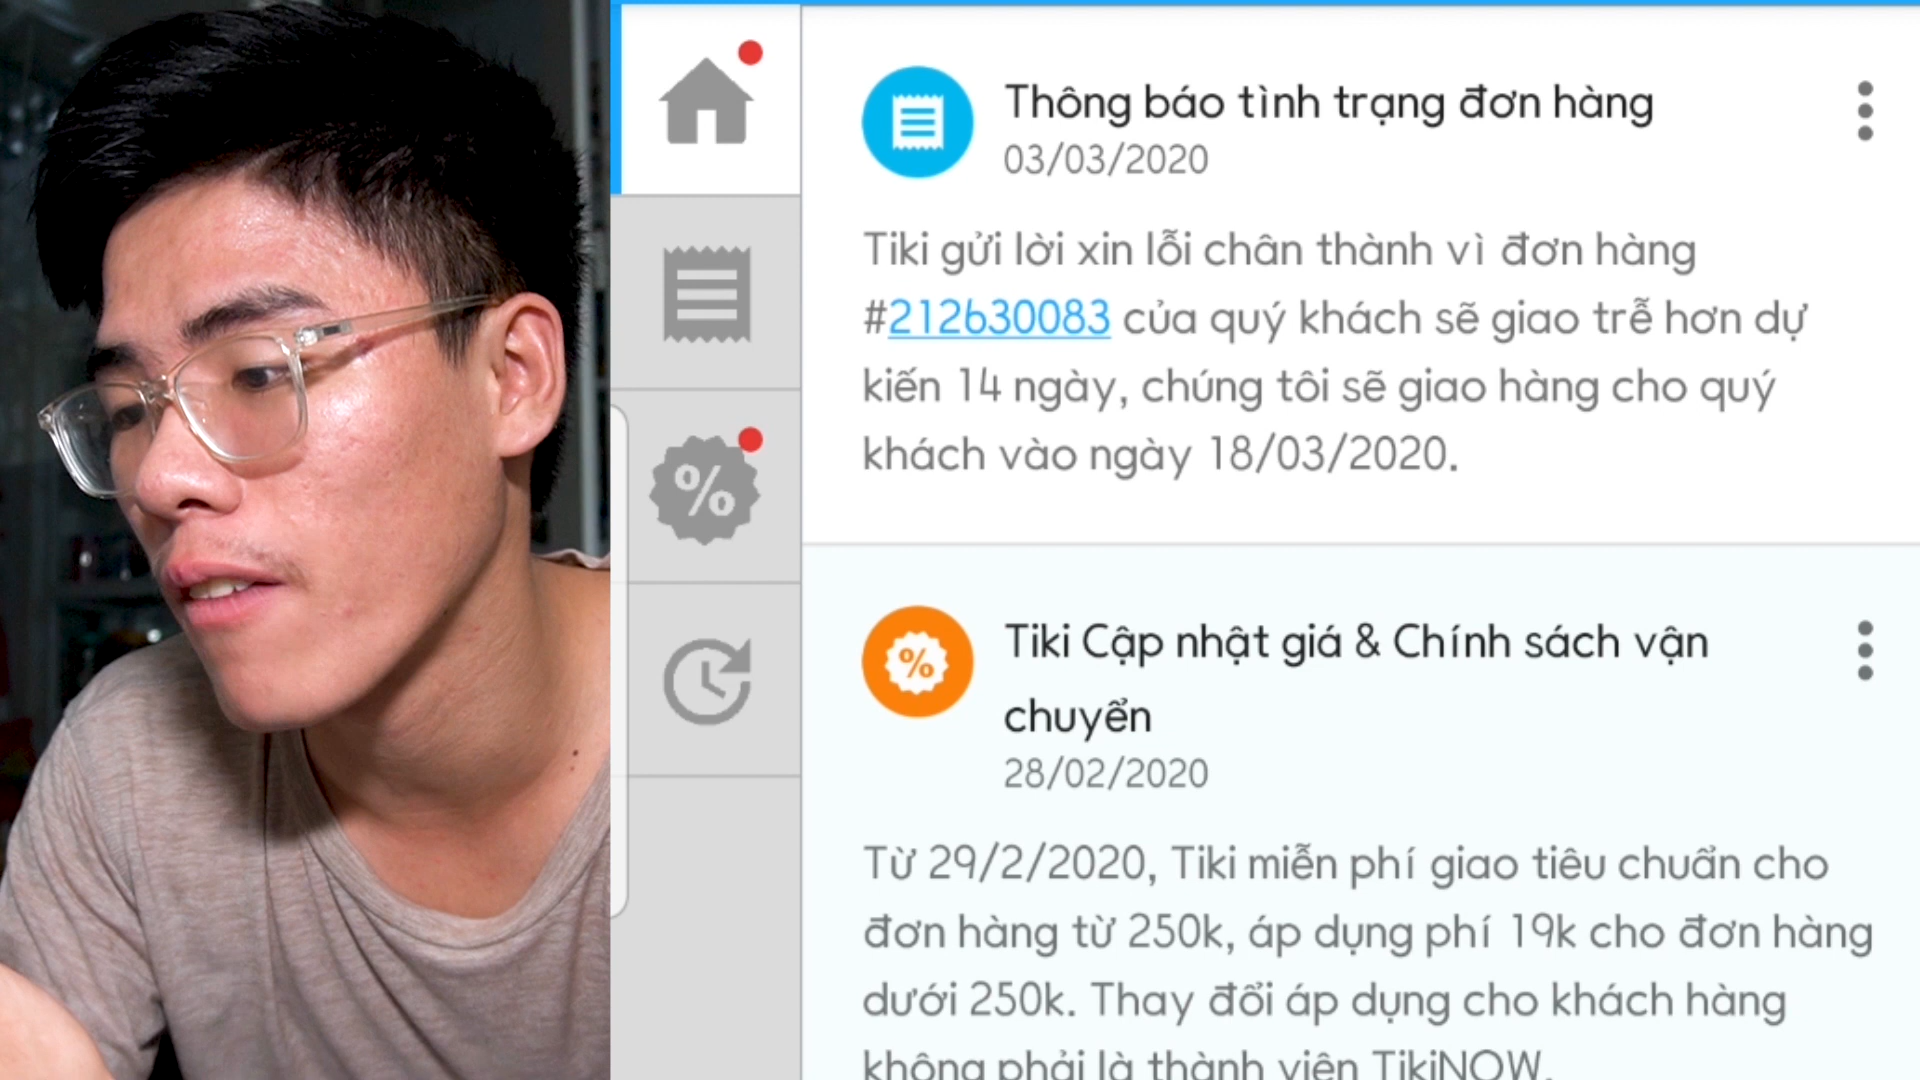 Thông báo tình trạng đơn hàng
03/03/2020
Tiki gửi lời xin lỗi chân thành vì đơn hàng
#212630083 của quý khách sẽ giao trễ hơn dự
kiến 14 ngày, chúng tôi sẽ giao hàng cho quý
khách vào ngày 18/03/2020.
Tiki Cập nhật giá & Chính sách vận
chuyển
28/02/2020
Từ 29/2/2020, Tiki miễn phí giao tiêu chuẩn cho
đơn hàng từ 250k, áp dụng phí 19k cho đơn hàng
dưới 250k. Thay đổi áp dụng cho khách hàng
không phải là thành viên TikiNOW.